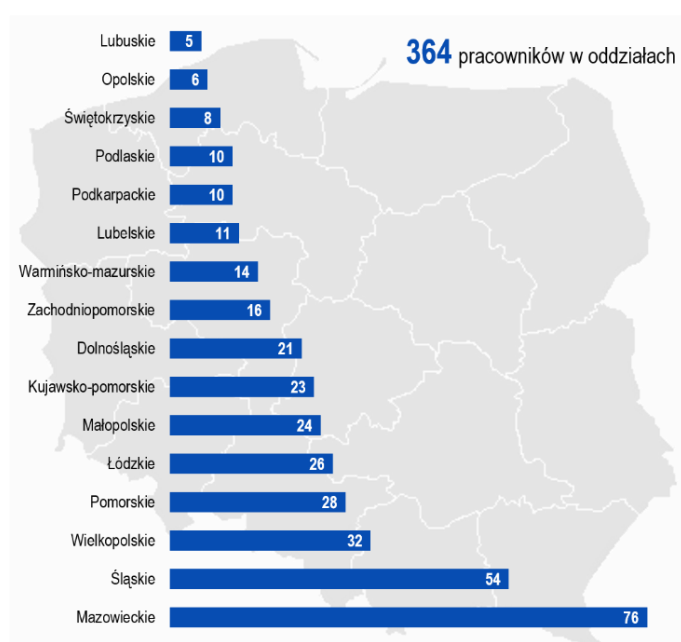 Lubuskie 5
364 pracowników w oddziałach
Opolskie 6
Świętokrzyskie 8
Podlaskie 10
Podkarpackie 10
Lubelskie 11
Warmińsko-mazurskie 14
Zachodniopomorskie 16
Dolnośląskie 21
Kujawsko-pomorskie 23
Małopolskie 24
Łódzkie 26
Pomorskie 28
Wielkopolskie 32
Śląskie 54
Mazowieckie 76